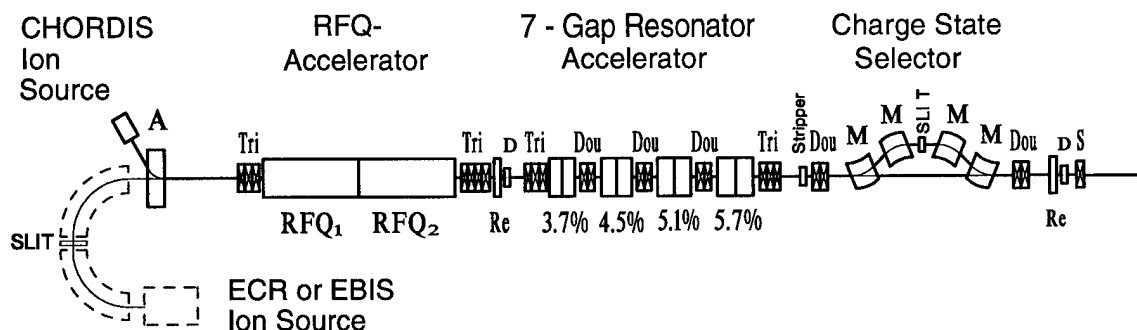 CHORDIS
Ion
Source
RFQ-
Accelerator
7 - Gap Resonator
Accelerator
Charge State
Selector
A
Tri
Tri
D
Tri
Dou
Dou
Dou
Tri
Stripper
Dou
M
M
SLIT
M
M
Dou
D
S
RFQ₁
RFQ₂
Re
3.7%
4.5%
5.1%
5.7%
Re
SLIT
ECR or EBIS
Ion Source